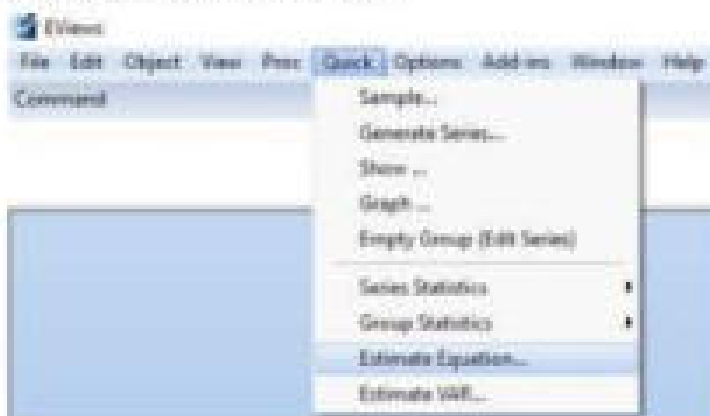 EViews
File Edit Object View Proc Quick Options Add-ins Window Help
Command
Sample...
Generate Series...
Show ...
Graph ...
Empty Group (Edit Series)
Series Statistics
Group Statistics
Estimate Equation...
Estimate VAR...